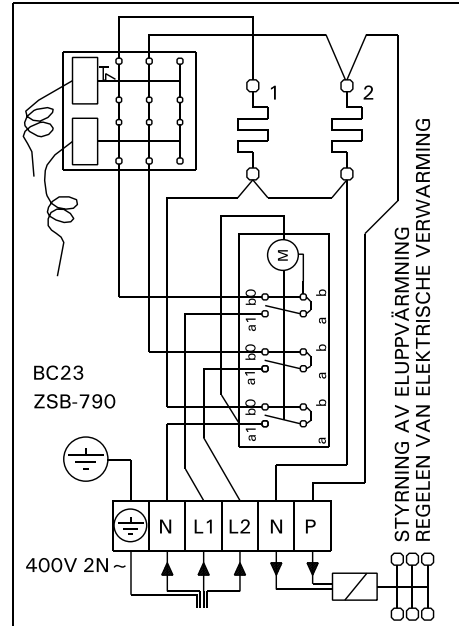 7
1
2
M
b0
b
a1
a
b0
b
a1
a
b0
b
a1
a
BC23
ZSB-790
STYRNING AV ELUPPVÄRMNING
REGELEN VAN ELEKTRISCHE VERWARMING
N
L1
L2
N
P
400V 2N~